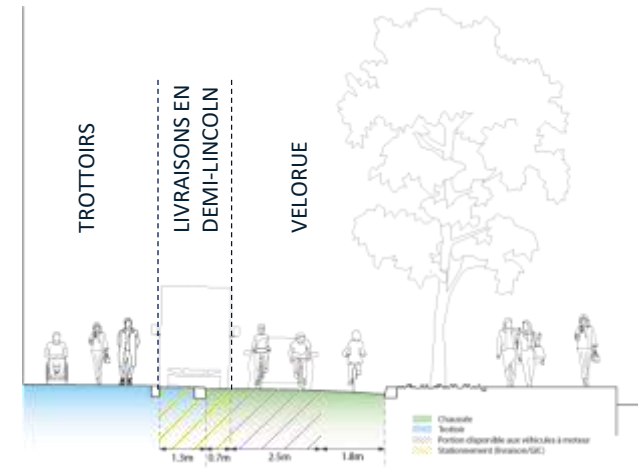 TROTTOIRS
LIVRAISONS EN
DEMI-LINCOLN
VELORUE
Chaussée
Trottoir
Portion disponible aux véhicules à moteur
Stationnement (livraison/GIC)
1.3m 0.7m 2.5m 1.8m